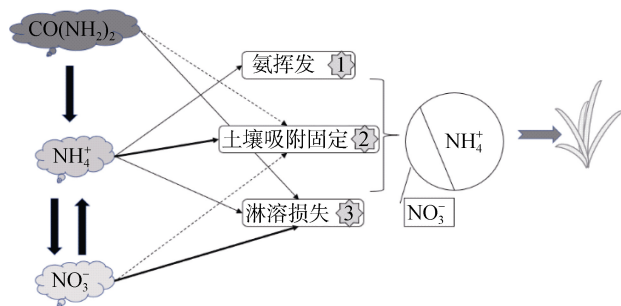 CO(NH₂)₂
氨挥发 1
土壤吸附固定 2
NH₄⁺
NH₄⁺
淋溶损失 3
NO₃⁻
NO₃⁻